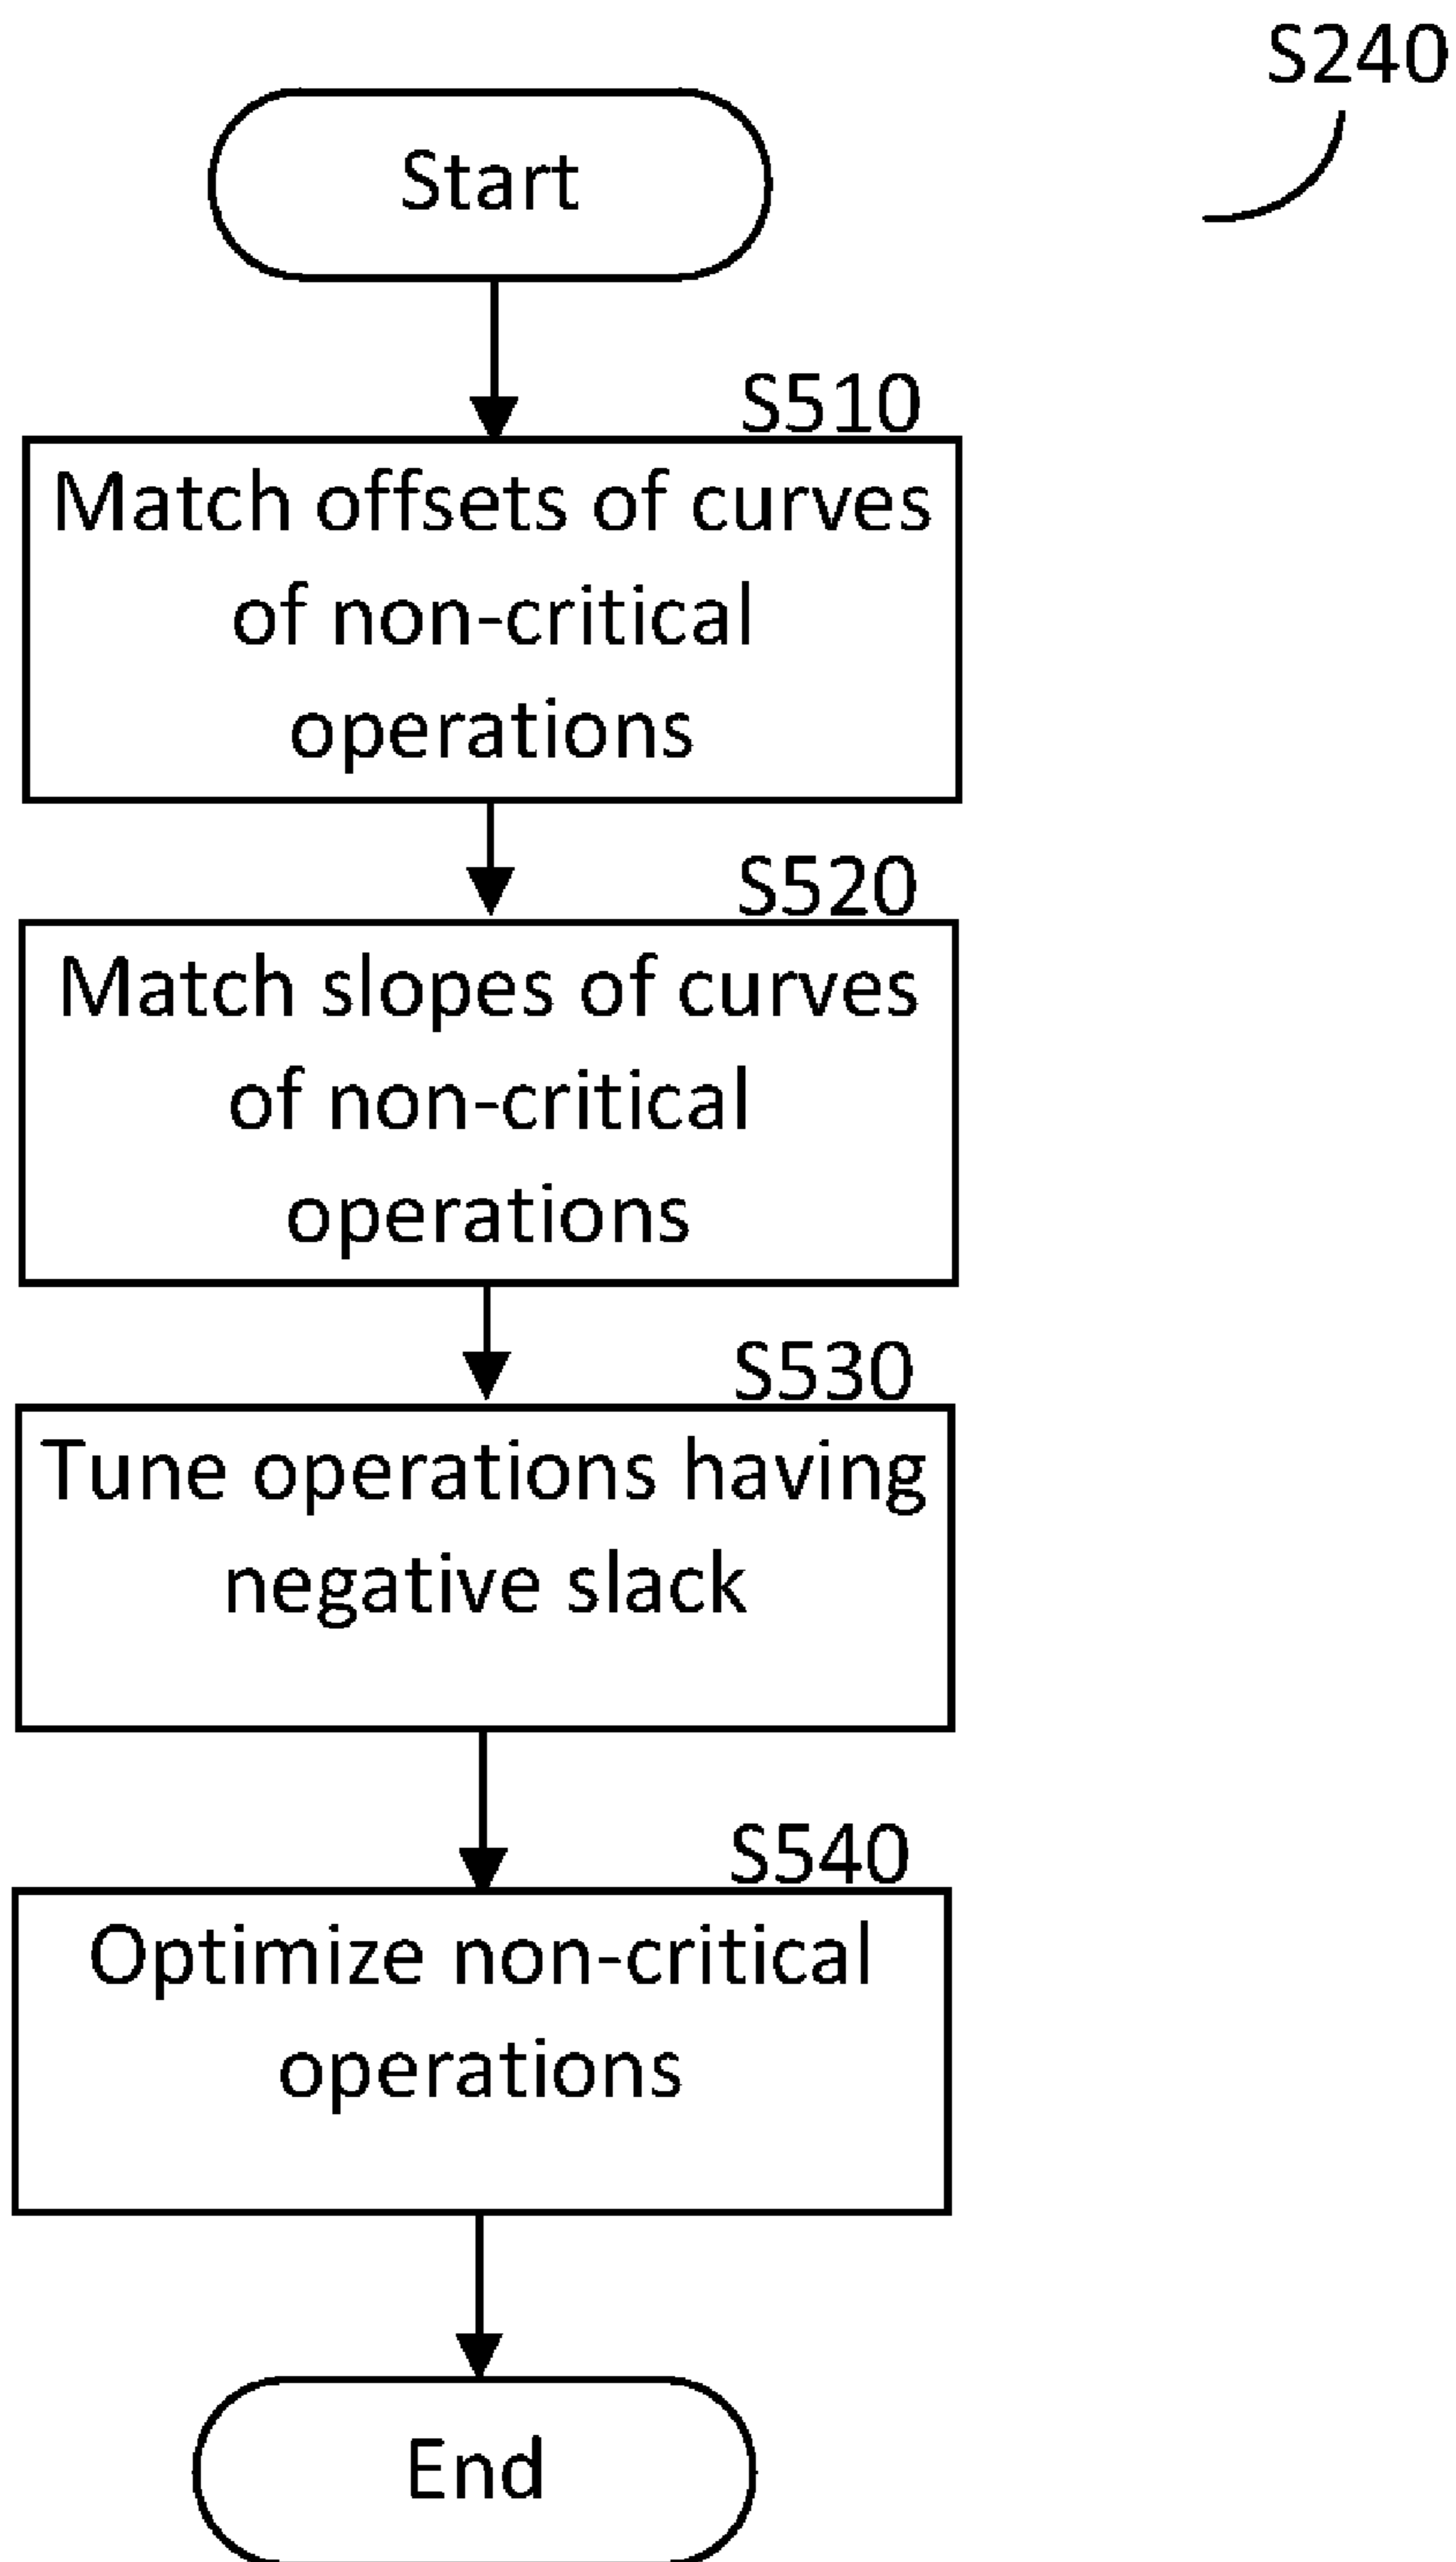 S240
Start
S510
Match offsets of curves
of non-critical
operations
S520
Match slopes of curves
of non-critical
operations
S530
Tune operations having
negative slack
S540
Optimize non-critical
operations
End